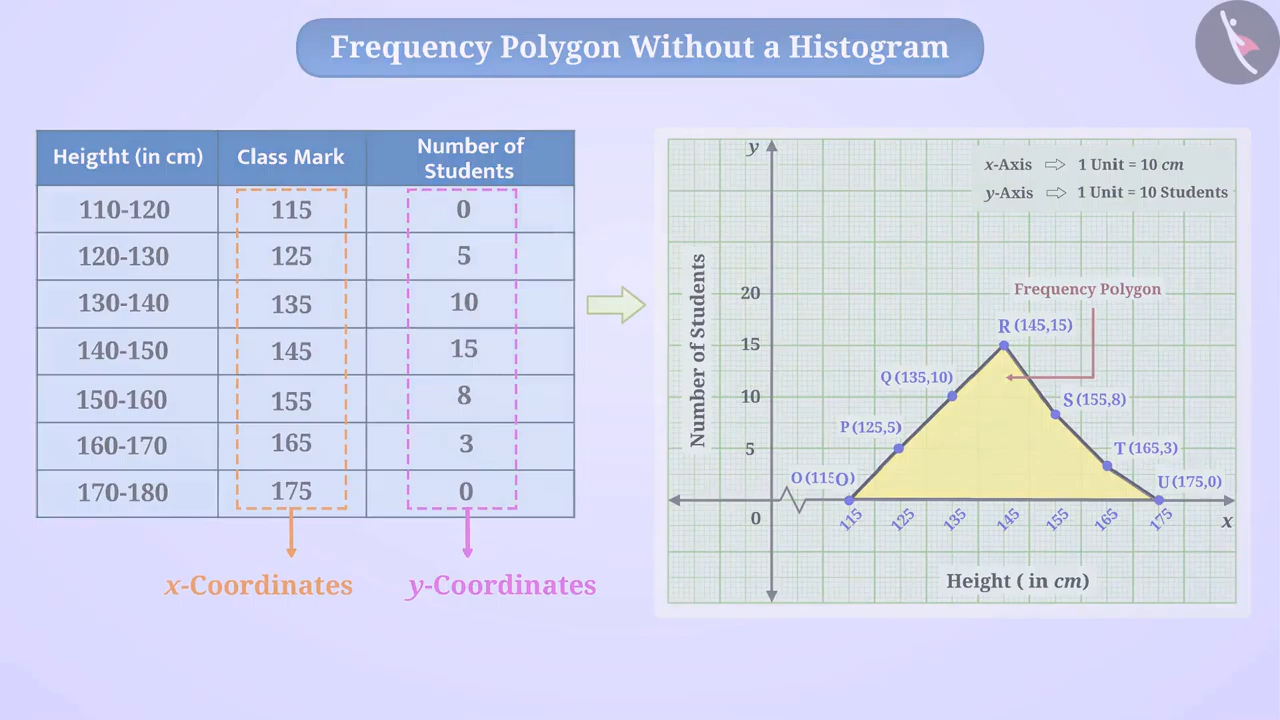 Frequency Polygon Without a Histogram
Heigtht (in cm) Class Mark Number of Students
110-120 115 0
120-130 125 5
130-140 135 10
140-150 145 15
150-160 155 8
160-170 165 3
170-180 175 0
x-Coordinates y-Coordinates
y
x-Axis ⇨ 1 Unit = 10 cm
y-Axis ⇨ 1 Unit = 10 Students
Number of Students
20
15
10
5
0
Frequency Polygon
R (145,15)
Q (135,10)
S (155,8)
P (125,5)
T (165,3)
O (115O)
U (175,0)
115 125 135 145 155 165 175
x
Height ( in cm)